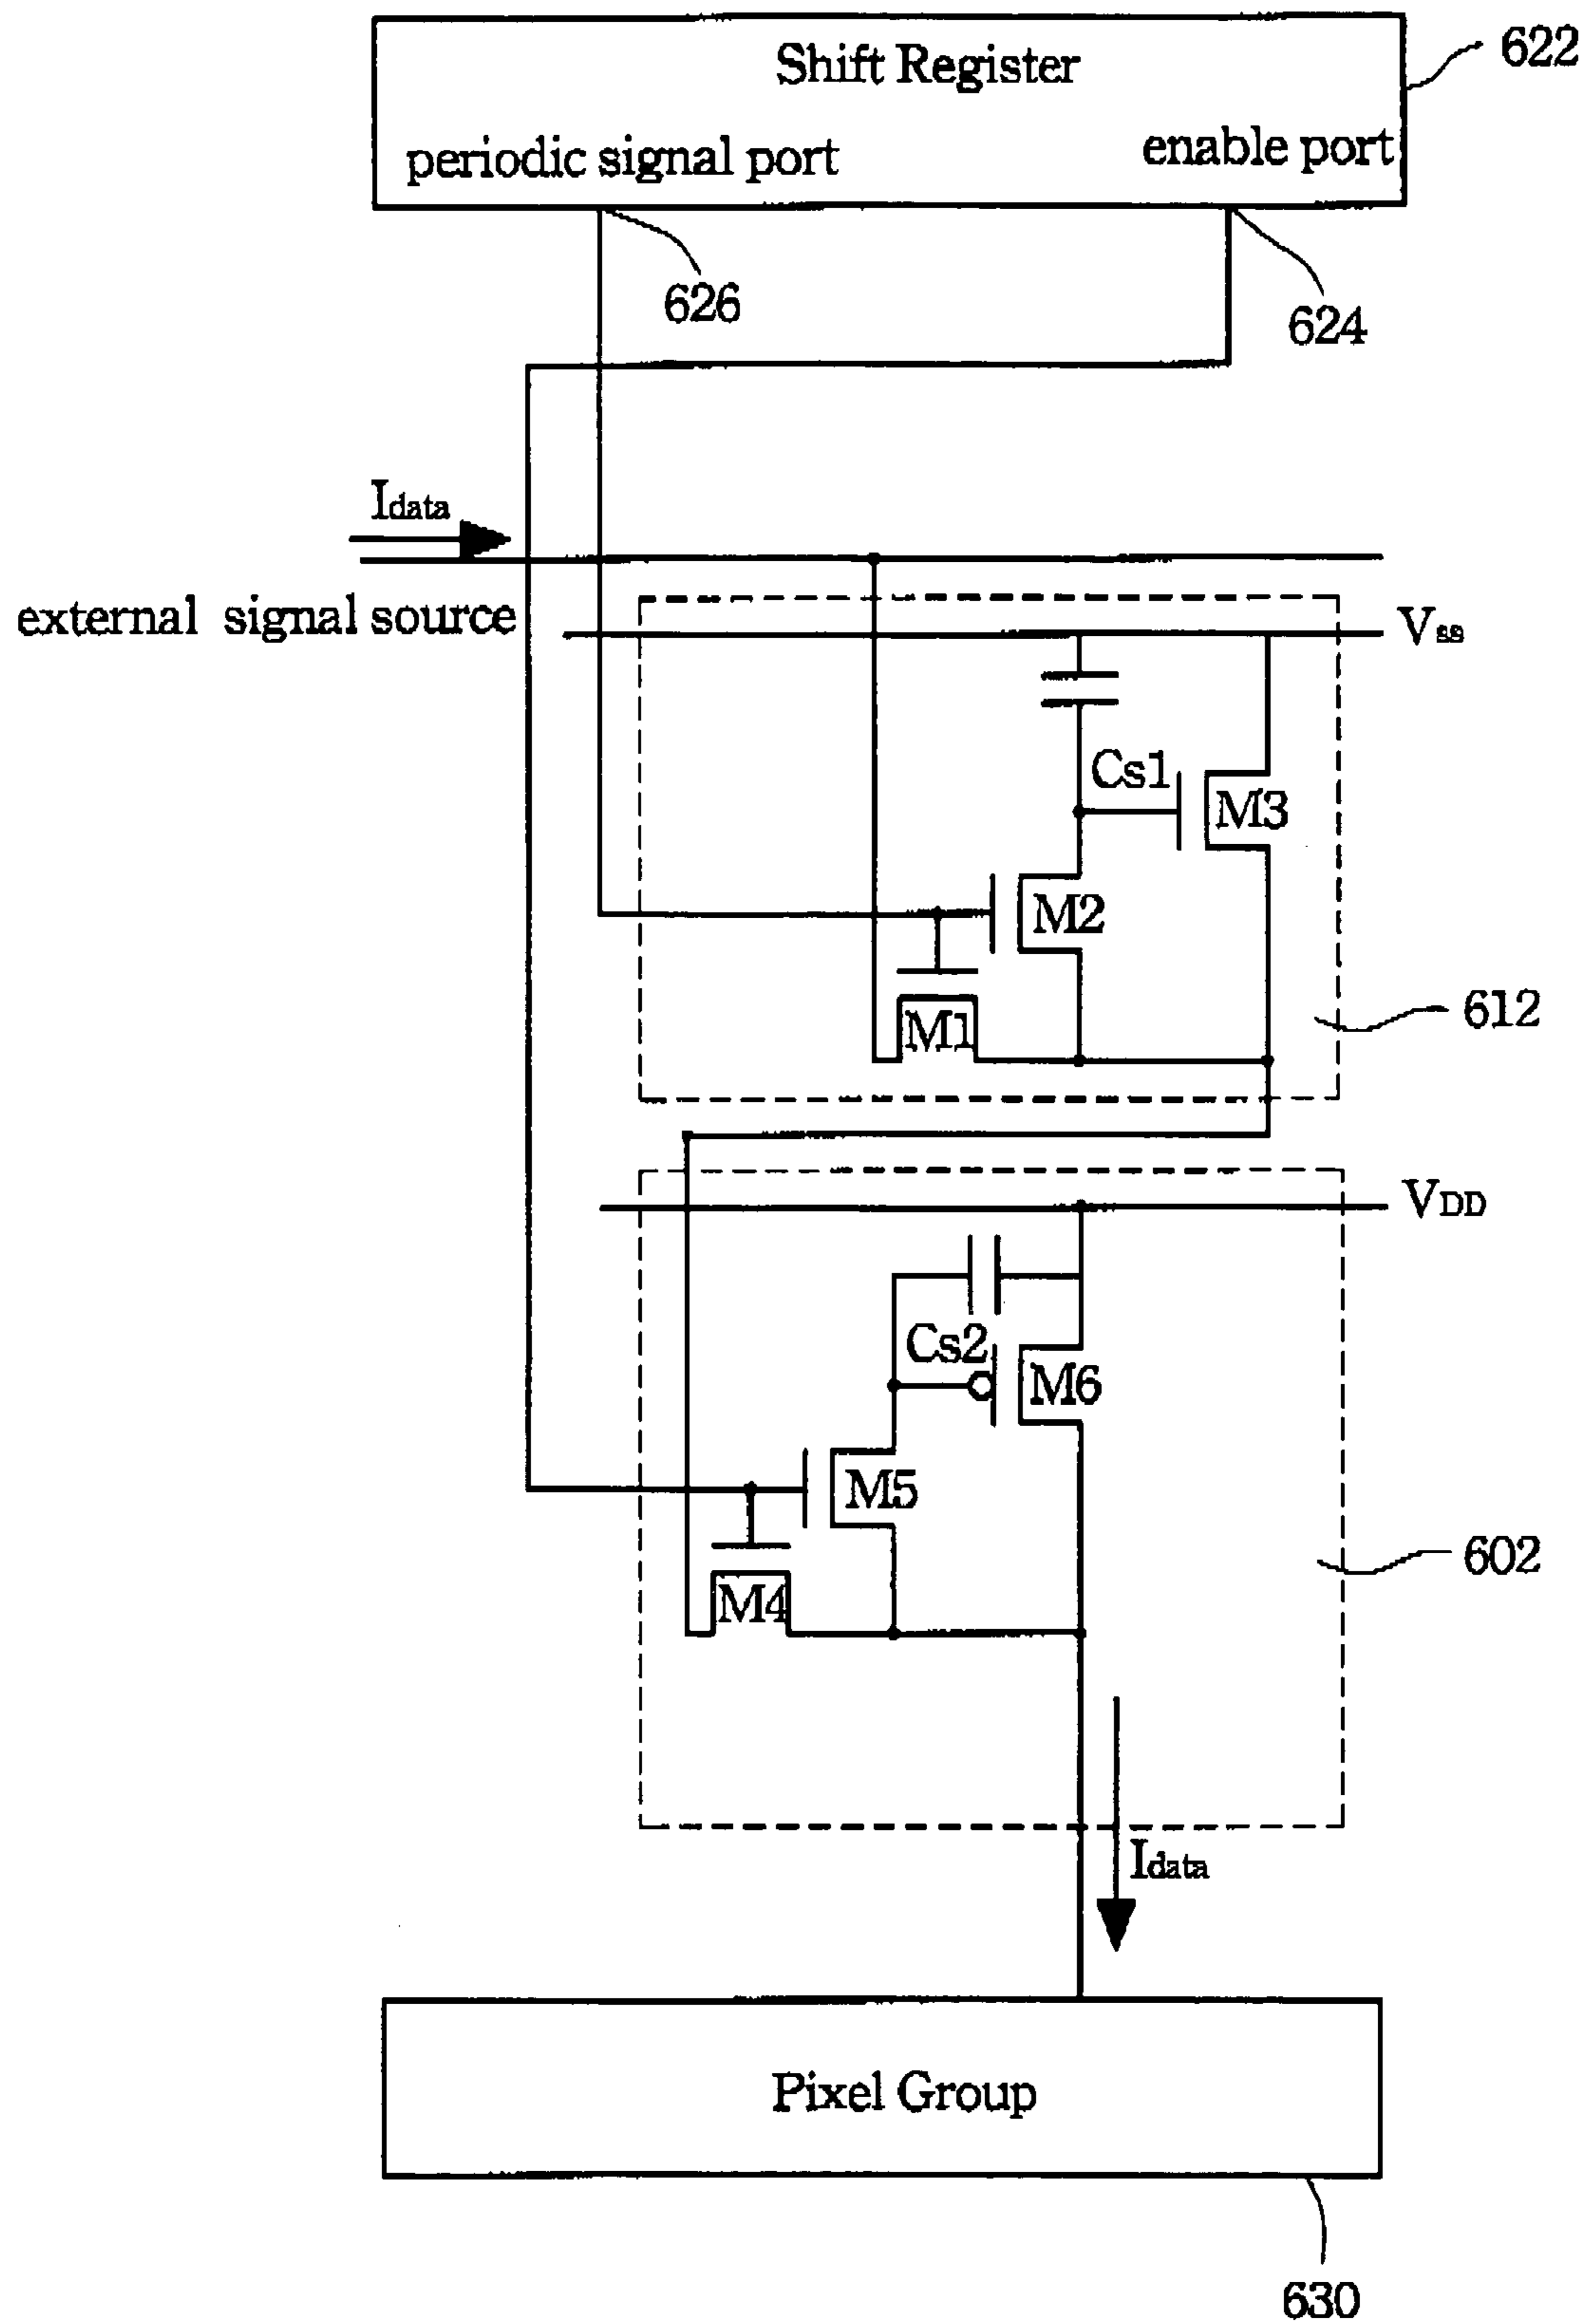 Shift Register
622
periodic signal port
enable port
626
624
Idata
external signal source
Vss
Cs1
M3
M2
M1
612
VDD
Cs2
M6
M5
M4
602
Idata
Pixel Group
630